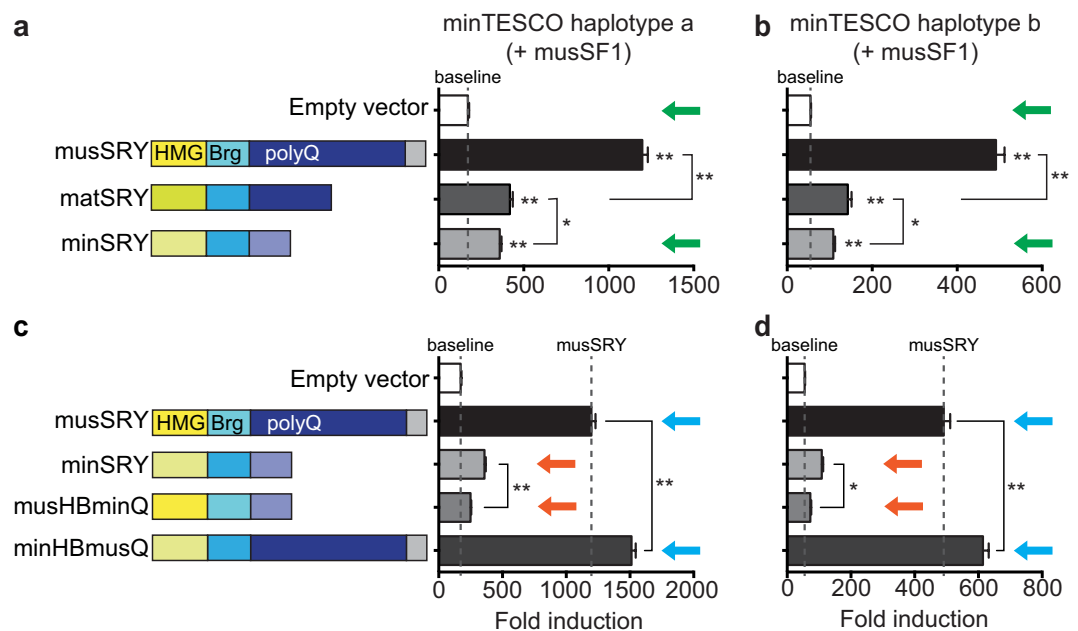 a
minTESCO haplotype a
(+ musSF1)
baseline
Empty vector
musSRY
HMG Brg polyQ
matSRY
minSRY
**
**
**
**
*
0 500 1000 1500
b
minTESCO haplotype b
(+ musSF1)
baseline
**
**
**
**
*
0 200 400 600
c
baseline musSRY
Empty vector
musSRY
HMG Brg polyQ
minSRY
musHBminQ
minHBmusQ
**
**
0 500 1000 1500 2000
Fold induction
d
baseline musSRY
*
**
0 200 400 600 800
Fold induction